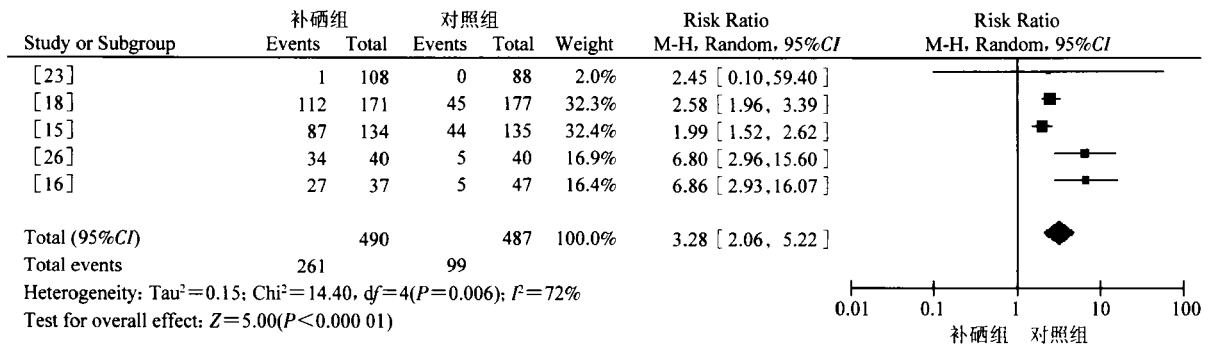 补硒组 对照组 Risk Ratio Risk Ratio
Study or Subgroup Events Total Events Total Weight M-H, Random, 95%CI M-H, Random, 95%CI
[23] 1 108 0 88 2.0% 2.45 [0.10,59.40]
[18] 112 171 45 177 32.3% 2.58 [1.96, 3.39]
[15] 87 134 44 135 32.4% 1.99 [1.52, 2.62]
[26] 34 40 5 40 16.9% 6.80 [2.96,15.60]
[16] 27 37 5 47 16.4% 6.86 [2.93,16.07]
Total (95%CI) 490 487 100.0% 3.28 [2.06, 5.22]
Total events 261 99
Heterogeneity: Tau²=0.15; Chi²=14.40, df=4(P=0.006); I²=72%
Test for overall effect: Z=5.00(P<0.000 01)
0.01 0.1 1 10 100
补硒组 对照组